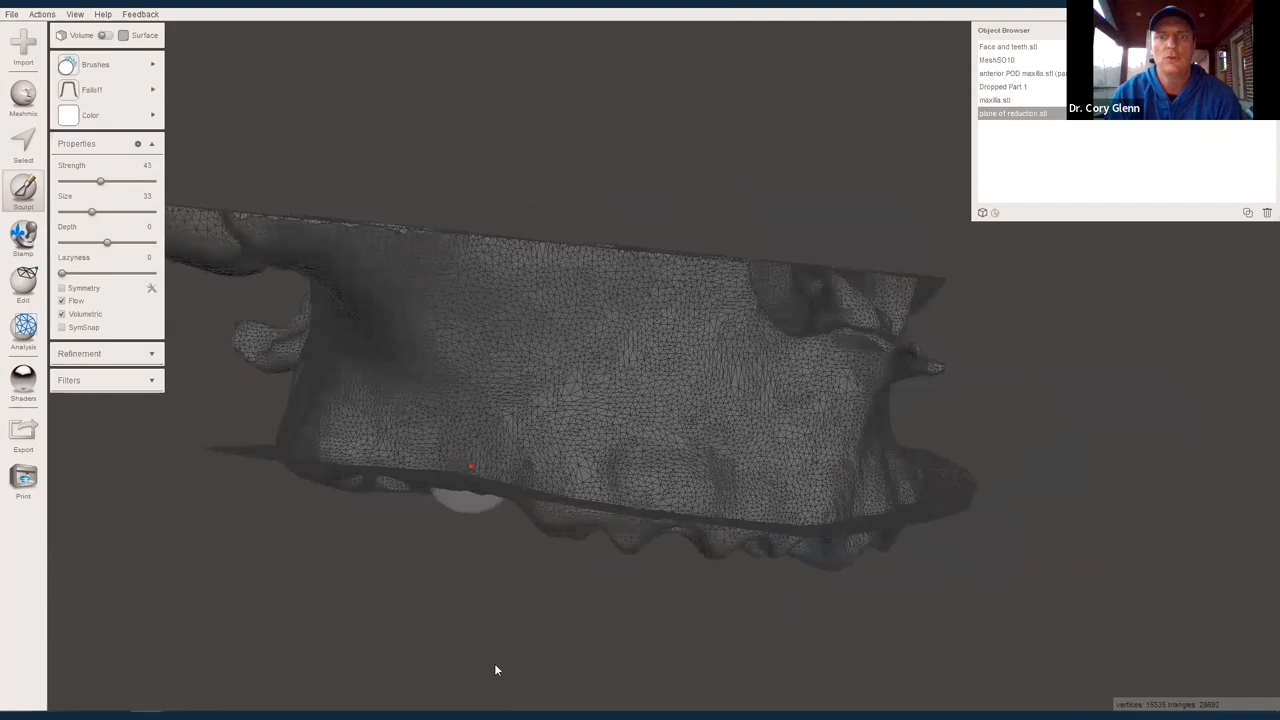 File Actions View Help Feedback
Import
Meshmix
Select
Sculpt
Stamp
Edit
Analysis
Shaders
Export
Print
Volume Surface
Brushes
Falloff
Color
Properties
Strength 43
Size 33
Depth 0
Lazyness 0
Symmetry
Flow
Volumetric
SymSnap
Refinement
Filters
Object Browser
Face and teeth.stl
MeshSO10
anterior POD maxilla.stl (pa
Dropped Part 1
maxilla.stl
plane of reduction.stl
Dr. Cory Glenn